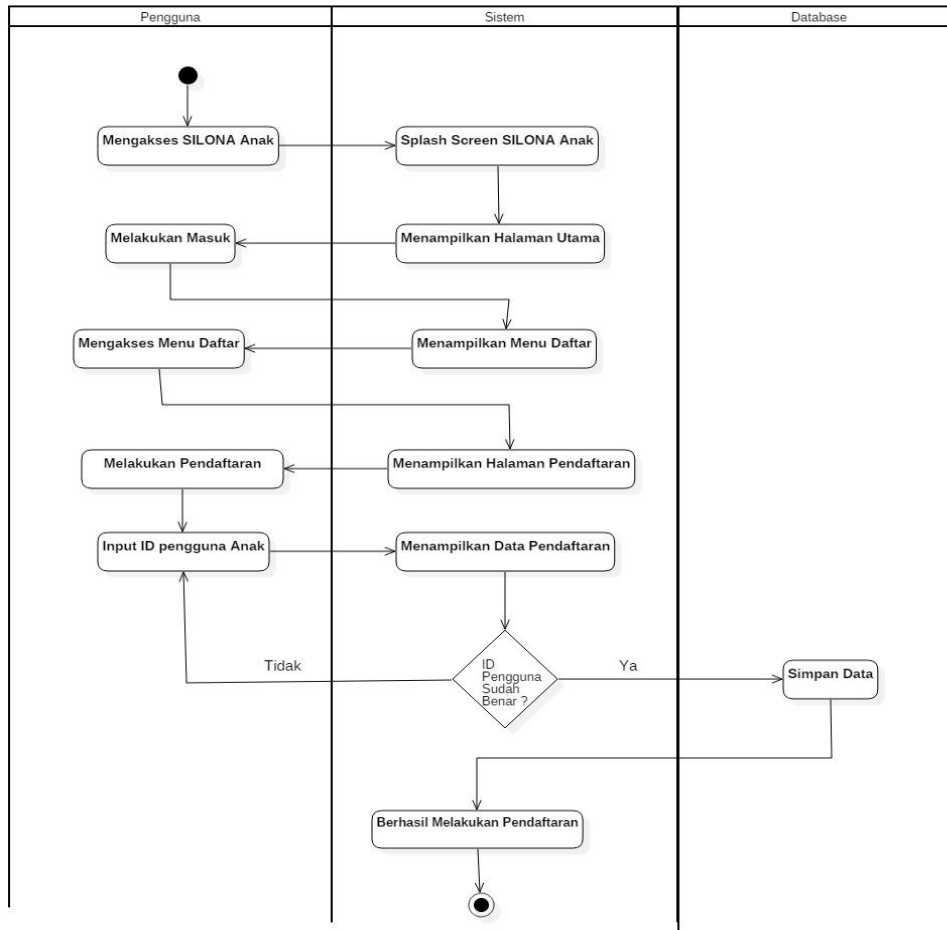 Pengguna
Sistem
Database
Mengakses SILONA Anak
Splash Screen SILONA Anak
Melakukan Masuk
Menampilkan Halaman Utama
Mengakses Menu Daftar
Menampilkan Menu Daftar
Melakukan Pendaftaran
Menampilkan Halaman Pendaftaran
Input ID pengguna Anak
Menampilkan Data Pendaftaran
Tidak
ID
Pengguna
Sudah
Benar ?
Ya
Simpan Data
Berhasil Melakukan Pendaftaran